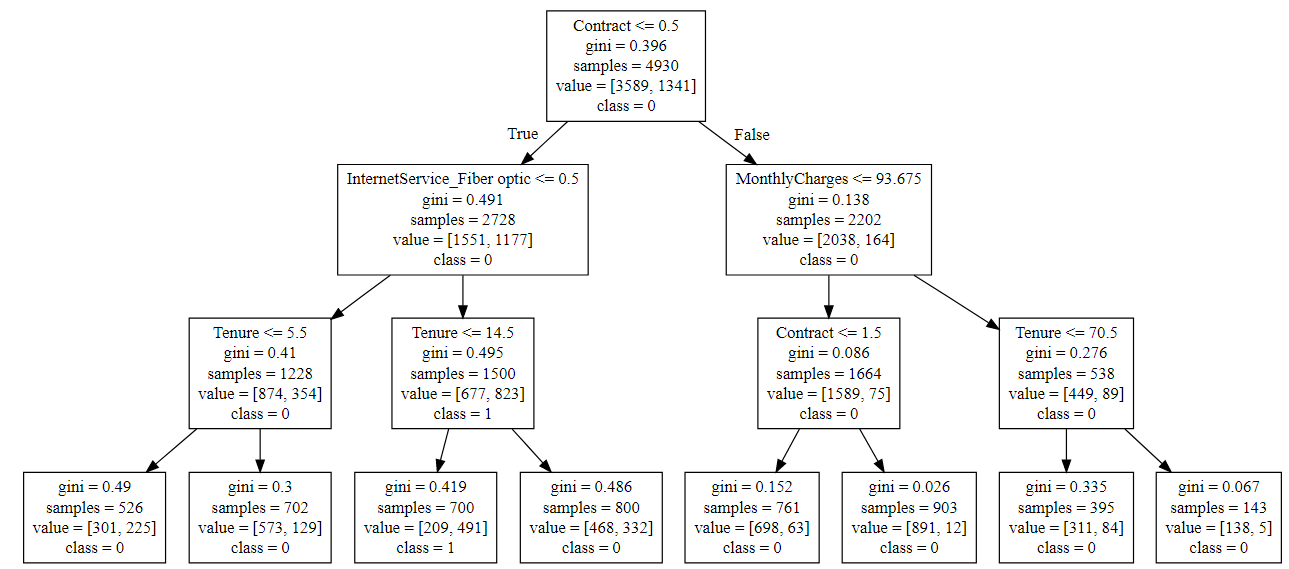 Contract <= 0.5
gini = 0.396
samples = 4930
value = [3589, 1341]
class = 0
True
False
InternetService_Fiber optic <= 0.5
gini = 0.491
samples = 2728
value = [1551, 1177]
class = 0
MonthlyCharges <= 93.675
gini = 0.138
samples = 2202
value = [2038, 164]
class = 0
Tenure <= 5.5
gini = 0.41
samples = 1228
value = [874, 354]
class = 0
Tenure <= 14.5
gini = 0.495
samples = 1500
value = [677, 823]
class = 1
Contract <= 1.5
gini = 0.086
samples = 1664
value = [1589, 75]
class = 0
Tenure <= 70.5
gini = 0.276
samples = 538
value = [449, 89]
class = 0
gini = 0.49
samples = 526
value = [301, 225]
class = 0
gini = 0.3
samples = 702
value = [573, 129]
class = 0
gini = 0.419
samples = 700
value = [209, 491]
class = 1
gini = 0.486
samples = 800
value = [468, 332]
class = 0
gini = 0.152
samples = 761
value = [698, 63]
class = 0
gini = 0.026
samples = 903
value = [891, 12]
class = 0
gini = 0.335
samples = 395
value = [311, 84]
class = 0
gini = 0.067
samples = 143
value = [138, 5]
class = 0